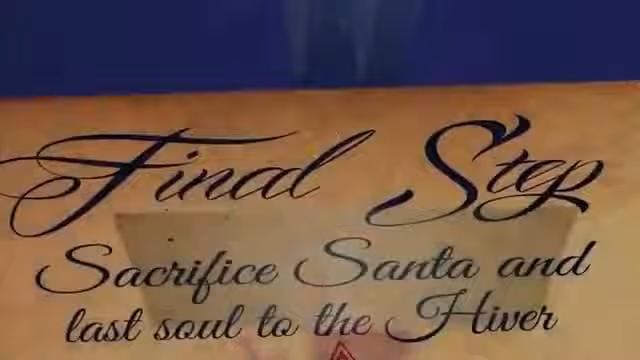 Final Step
Sacrifice Santa and
last soul to the Hiver